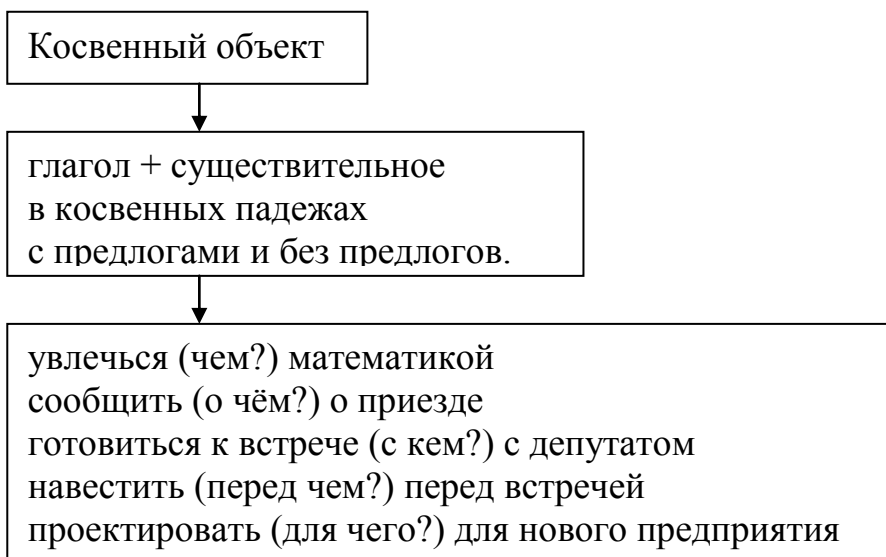 Косвенный объект
глагол + существительное
в косвенных падежах
с предлогами и без предлогов.
увлечься (чем?) математикой
сообщить (о чём?) о приезде
готовиться к встрече (с кем?) с депутатом
навестить (перед чем?) перед встречей
проектировать (для чего?) для нового предприятия